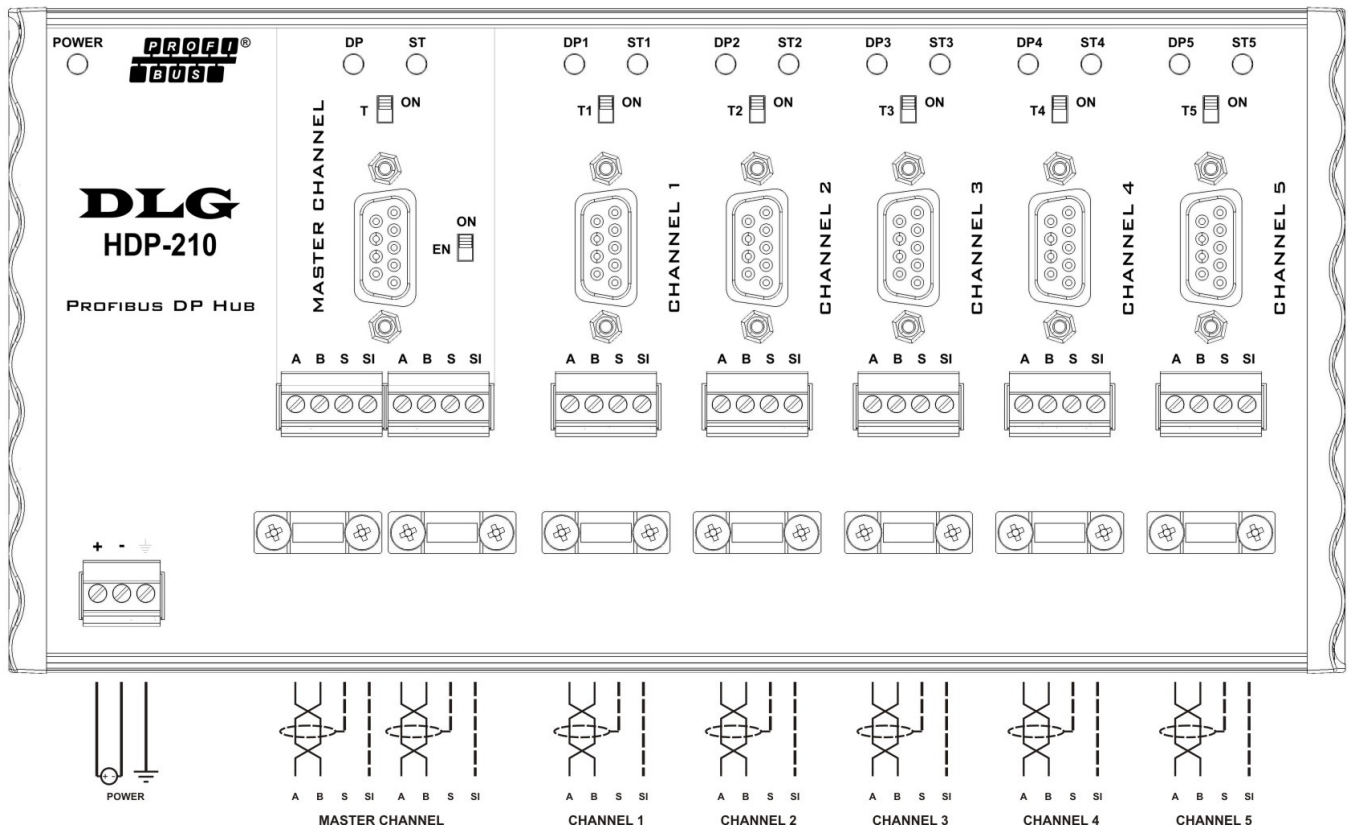 POWER PROFI® DP ST DP1 ST1 DP2 ST2 DP3 ST3 DP4 ST4 DP5 ST5
BUS
T ON T1 ON T2 ON T3 ON T4 ON T5 ON
MASTER CHANNEL
CHANNEL 1
CHANNEL 2
CHANNEL 3
CHANNEL 4
CHANNEL 5
DLG
HDP-210
ON
EN
PROFIBUS DP HUB
A B S SI A B S SI A B S SI A B S SI A B S SI A B S SI A B S SI
+ -
POWER
A B S SI A B S SI A B S SI A B S SI A B S SI A B S SI A B S SI
MASTER CHANNEL CHANNEL 1 CHANNEL 2 CHANNEL 3 CHANNEL 4 CHANNEL 5